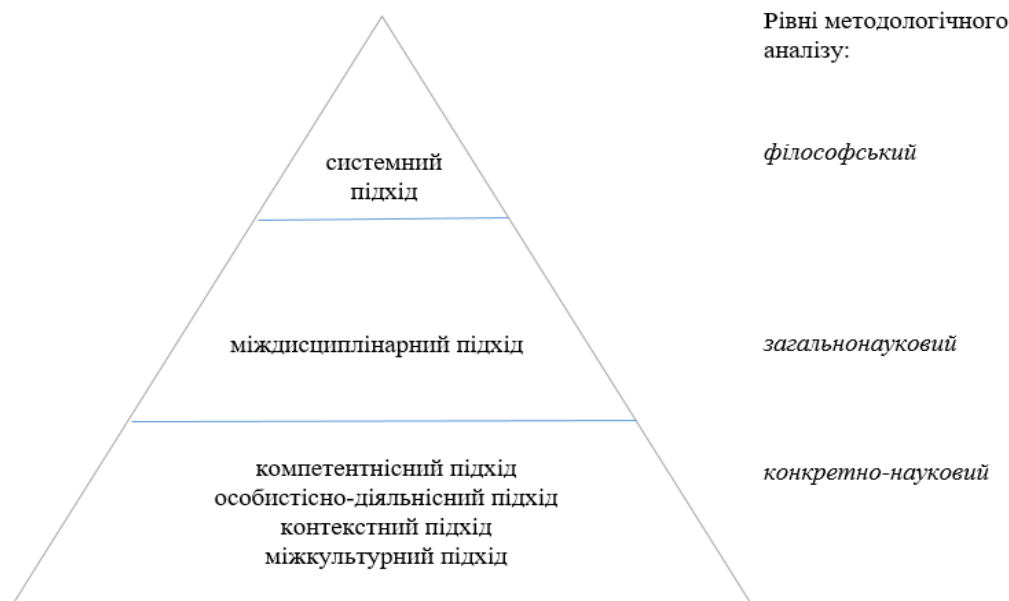 Рівні методологічного
аналізу:
системний
підхід
філософський
міждисциплінарний підхід
загальнонауковий
компетентнісний підхід
особистісно-діяльнісний підхід
контекстний підхід
міжкультурний підхід
конкретно-науковий